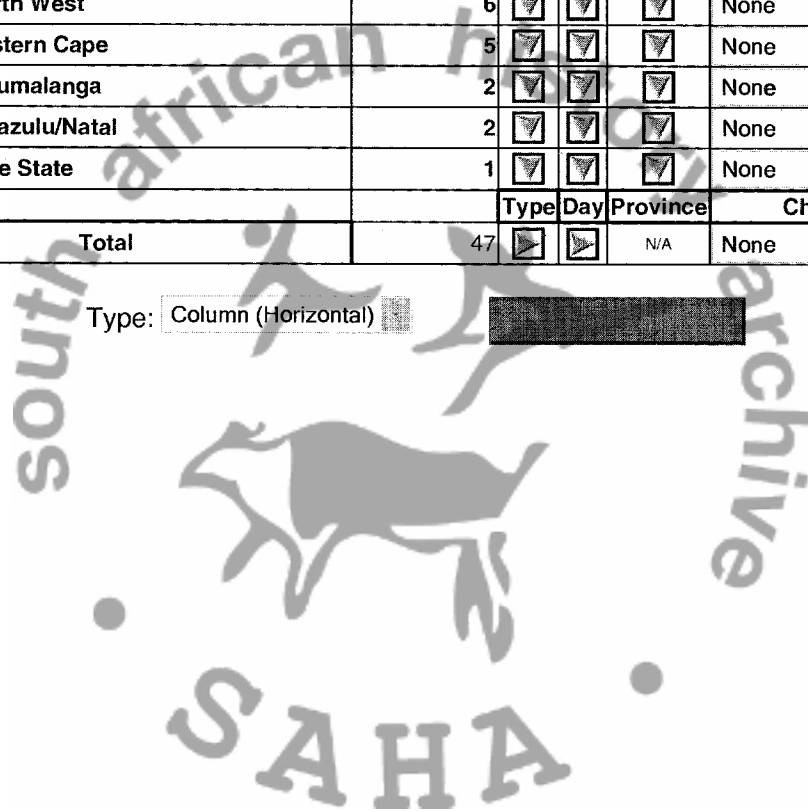 rth West 6 None
stern Cape 5 None
umalanga 2 None
azulu/Natal 2 None
e State 1 None
Type Day Province Ch
Total 47 N/A None
Type: Column (Horizontal)
south african history archive
SAHA